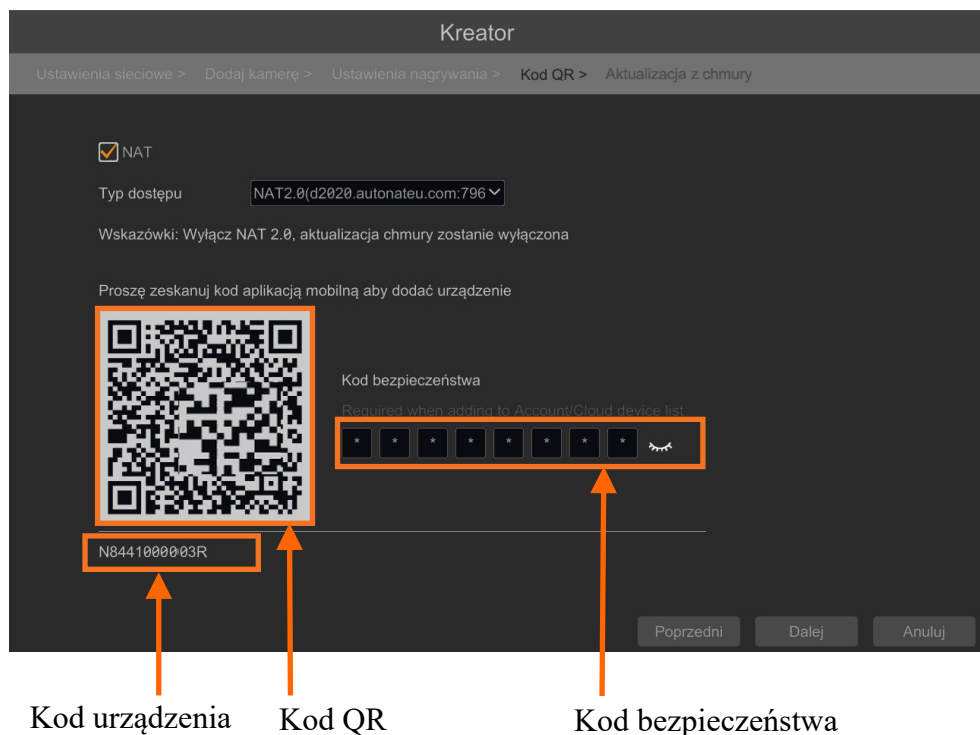 Kreator
Ustawienia sieciowe > Dodaj kamerę > Ustawienia nagrywania > Kod QR > Aktualizacja z chmury
NAT
Typ dostępu NAT2.0(d2020.autonateu.com:796
Wskazówki: Wyłącz NAT 2.0, aktualizacja chmury zostanie wyłączona
Proszę zeskanuj kod aplikacją mobilną aby dodać urządzenie
Kod bezpieczeństwa
Required when adding to Account/Cloud device list
* * * * * * * *
N8441000003R
Poprzedni Dalej Anuluj
Kod urządzenia Kod QR Kod bezpieczeństwa